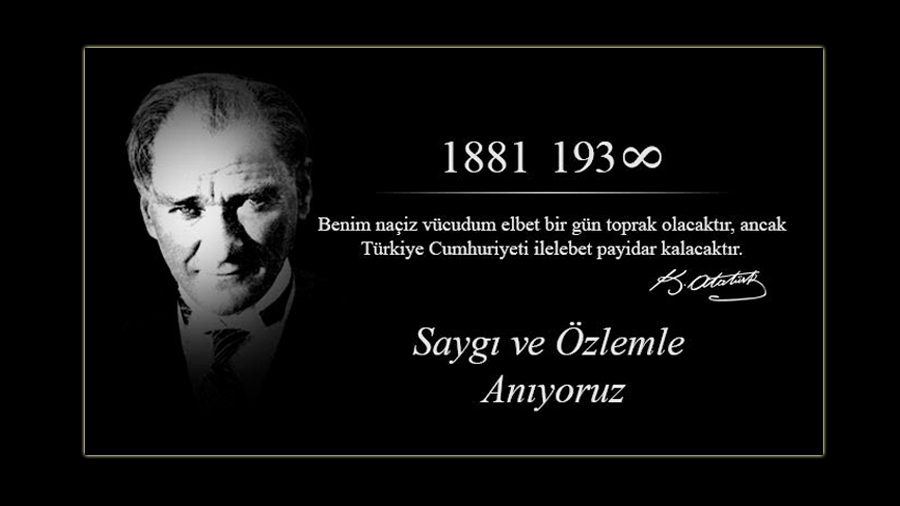 1881 193∞
Benim naçiz vücudum elbet bir gün toprak olacaktır, ancak
Türkiye Cumhuriyeti ilelebet payidar kalacaktır.
K. Atatürk
Saygı ve Özlemle
Anıyoruz